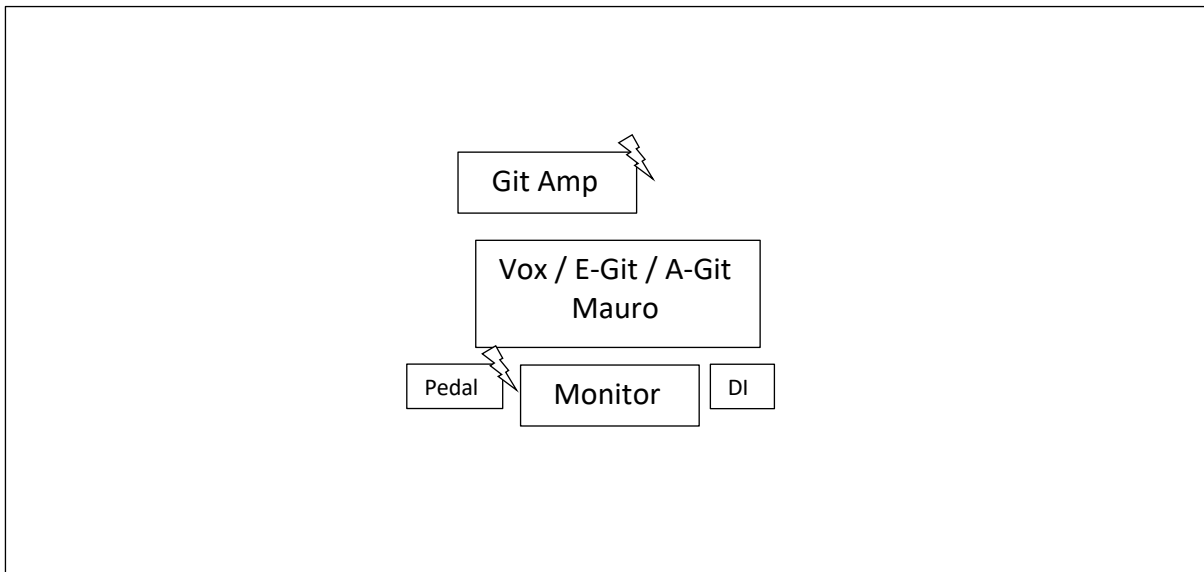 Git Amp
Vox / E-Git / A-Git
Mauro
Pedal
Monitor
DI